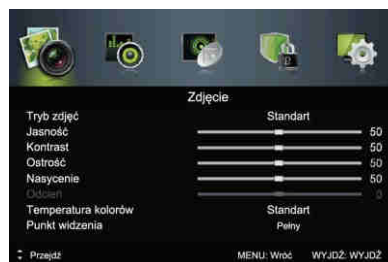 Zdjęcie
Tryb zdjęć Standart
Jasność 50
Kontrast 50
Ostrość 50
Nasycenie 50
Odcień 0
Temperatura kolorów Standart
Punkt widzenia Pełny
Przejdź MENU: Wróć WYJDŹ: WYJDŹ